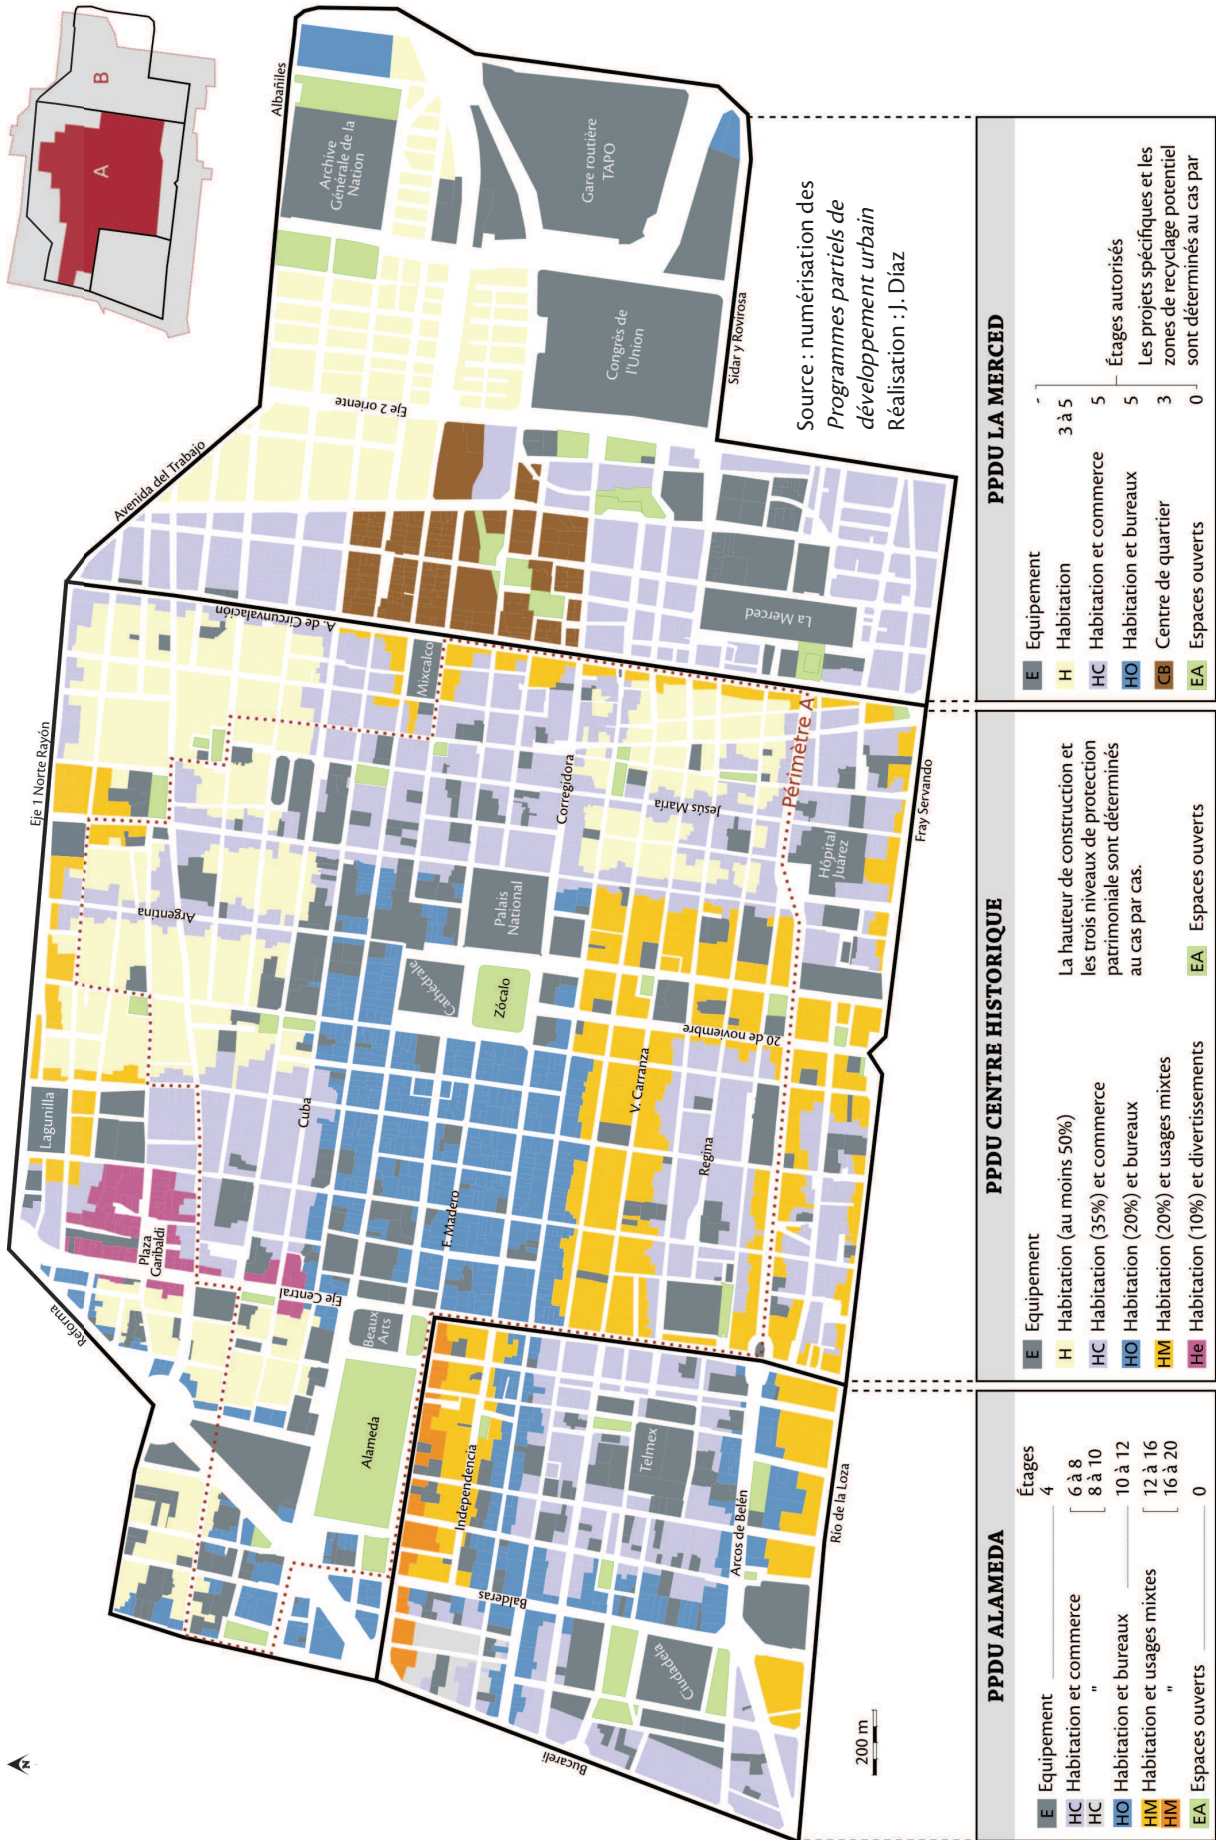 N
A
B
Albañiles
Archive
Générale de la
Nation
Gare routière
TAPO
Congrès de
l'Union
Sidar y Rovirosa
Eje 2 oriente
Avenida del Trabajo
Source : numérisation des
Programmes partiels de
développement urbain
Réalisation : J. Díaz
Eje 1 Norte Rayón
A. de Circunvalación
Mixcalco
La Merced
Périmètre A
Corregidora
Jesús María
Fray Servando
Hôpital
Juárez
Argentina
Palais
National
Cathédrale
Zócalo
20 de noviembre
V. Carranza
Regina
Lagunilla
Cuba
F. Madero
Plaza
Garibaldi
Eje Central
Reforma
Beaux
Arts
Alameda
Independencia
Telmex
Arcos de Belén
Río de la Loza
Balderas
Ciudadela
Bucareli
200 m
PPDU ALAMEDA
Étages
E Equipement 4
HC Habitation et commerce 6 à 8
HC " 8 à 10
HO Habitation et bureaux 10 à 12
HM Habitation et usages mixtes 12 à 16
HM " 16 à 20
EA Espaces ouverts 0
PPDU CENTRE HISTORIQUE
E Equipement
H Habitation (au moins 50%)
HC Habitation (35%) et commerce
HO Habitation (20%) et bureaux
HM Habitation (20%) et usages mixtes
He Habitation (10%) et divertissements
La hauteur de construction et
les trois niveaux de protection
patrimoniale sont déterminés
au cas par cas.
EA Espaces ouverts
PPDU LA MERCED
E Equipement -
H Habitation 3 à 5
HC Habitation et commerce 5
HO Habitation et bureaux 5
CB Centre de quartier 3
EA Espaces ouverts 0
Étages autorisés
Les projets spécifiques et les
zones de recyclage potentiel
sont déterminés au cas par